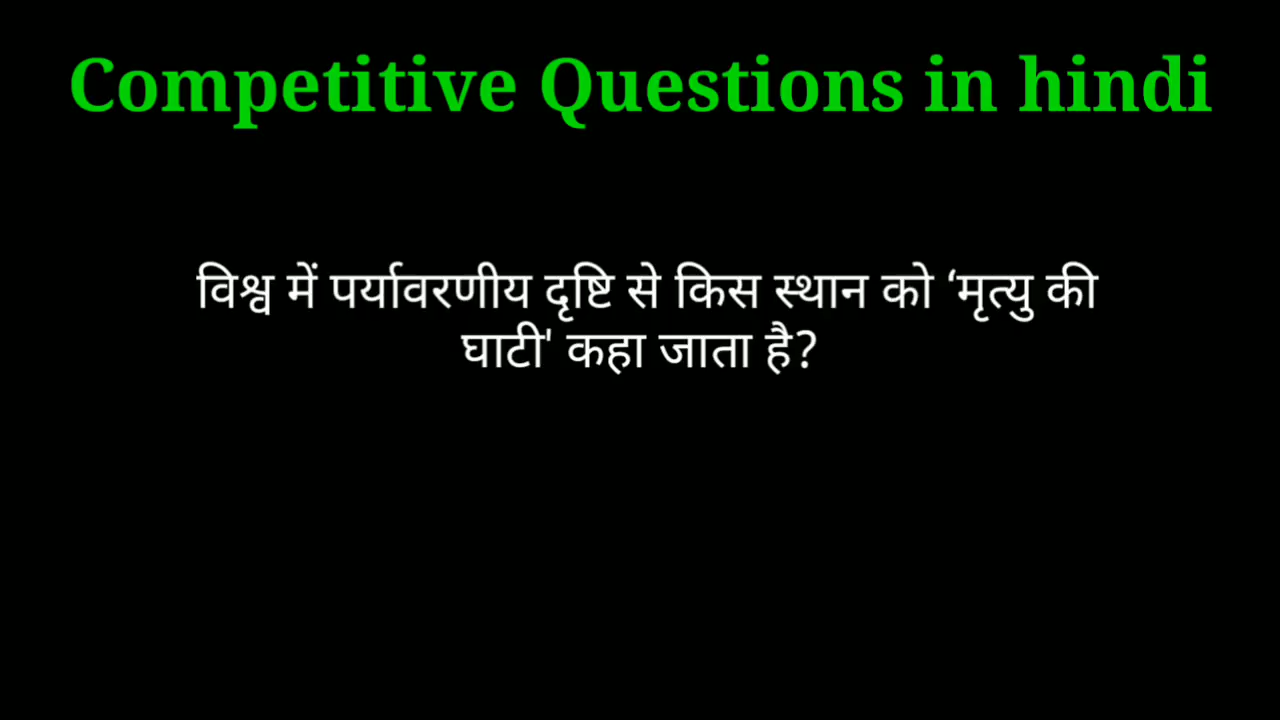 Competitive Questions in hindi
विश्व में पर्यावरणीय दृष्टि से किस स्थान को ‘मृत्यु की
घाटी' कहा जाता है?